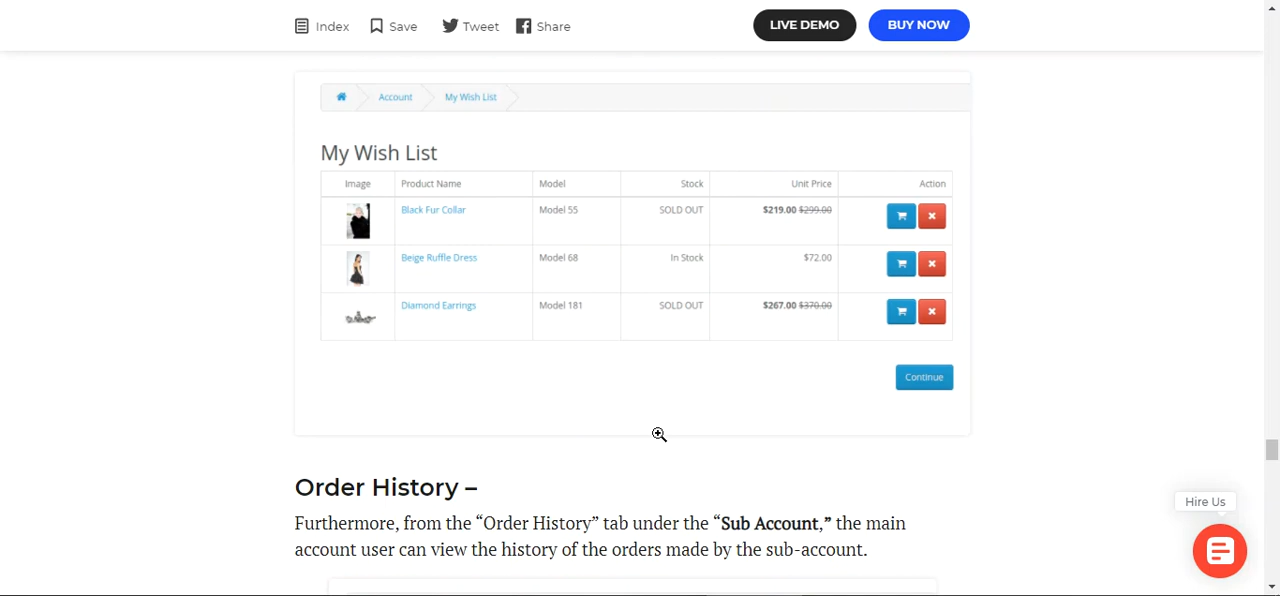 Index Save Tweet Share LIVE DEMO BUY NOW
Account My Wish List
My Wish List
Image Product Name Model Stock Unit Price Action
Black Fur Collar Model 55 SOLD OUT $219.00 $299.00
Beige Ruffle Dress Model 68 In Stock $72.00
Diamond Earrings Model 181 SOLD OUT $267.00 $370.00
Continue
Order History –
Hire Us
Furthermore, from the “Order History” tab under the “Sub Account,” the main
account user can view the history of the orders made by the sub-account.